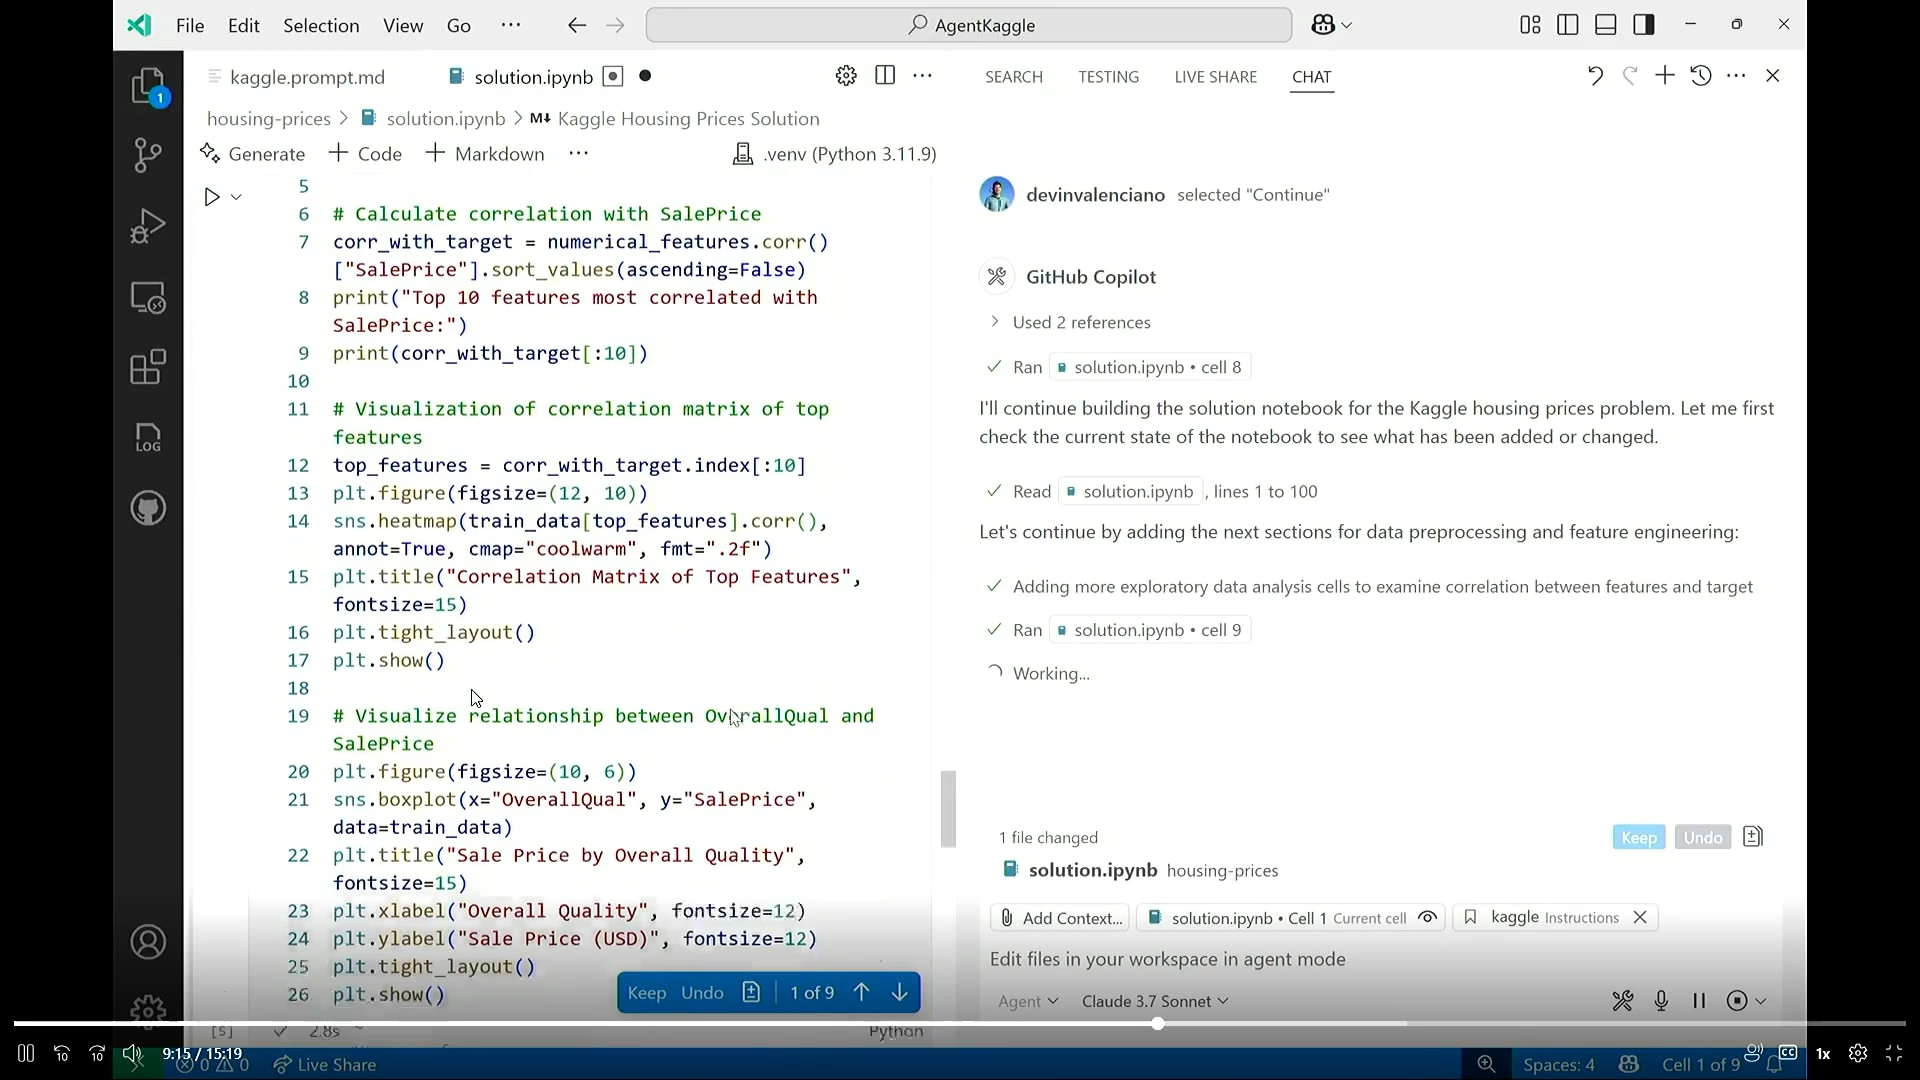 File Edit Selection View Go ··· AgentKaggle
kaggle.prompt.md solution.ipynb
SEARCH TESTING LIVE SHARE CHAT
housing-prices > solution.ipynb > M↓ Kaggle Housing Prices Solution
Generate + Code + Markdown ··· .venv (Python 3.11.9)
5
6 # Calculate correlation with SalePrice
7 corr_with_target = numerical_features.corr()
["SalePrice"].sort_values(ascending=False)
8 print("Top 10 features most correlated with
SalePrice:")
9 print(corr_with_target[:10])
10
11 # Visualization of correlation matrix of top
features
12 top_features = corr_with_target.index[:10]
13 plt.figure(figsize=(12, 10))
14 sns.heatmap(train_data[top_features].corr(),
annot=True, cmap="coolwarm", fmt=".2f")
15 plt.title("Correlation Matrix of Top Features",
fontsize=15)
16 plt.tight_layout()
17 plt.show()
18
19 # Visualize relationship between OverallQual and
SalePrice
20 plt.figure(figsize=(10, 6))
21 sns.boxplot(x="OverallQual", y="SalePrice",
data=train_data)
22 plt.title("Sale Price by Overall Quality",
fontsize=15)
23 plt.xlabel("Overall Quality", fontsize=12)
24 plt.ylabel("Sale Price (USD)", fontsize=12)
25 plt.tight_layout()
26 plt.show()
Keep Undo 1 of 9
[5] 2.8s Python
devinvalenciano selected "Continue"
GitHub Copilot
Used 2 references
Ran solution.ipynb • cell 8
I'll continue building the solution notebook for the Kaggle housing prices problem. Let me first
check the current state of the notebook to see what has been added or changed.
Read solution.ipynb , lines 1 to 100
Let's continue by adding the next sections for data preprocessing and feature engineering:
Adding more exploratory data analysis cells to examine correlation between features and target
Ran solution.ipynb • cell 9
Working...
1 file changed Keep Undo
solution.ipynb housing-prices
Add Context... solution.ipynb • Cell 1 Current cell kaggle Instructions
Edit files in your workspace in agent mode
Agent Claude 3.7 Sonnet
LOG
1
10 10 9:15 / 15:19 CC 1x
0 0 Live Share Spaces: 4 Cell 1 of 9